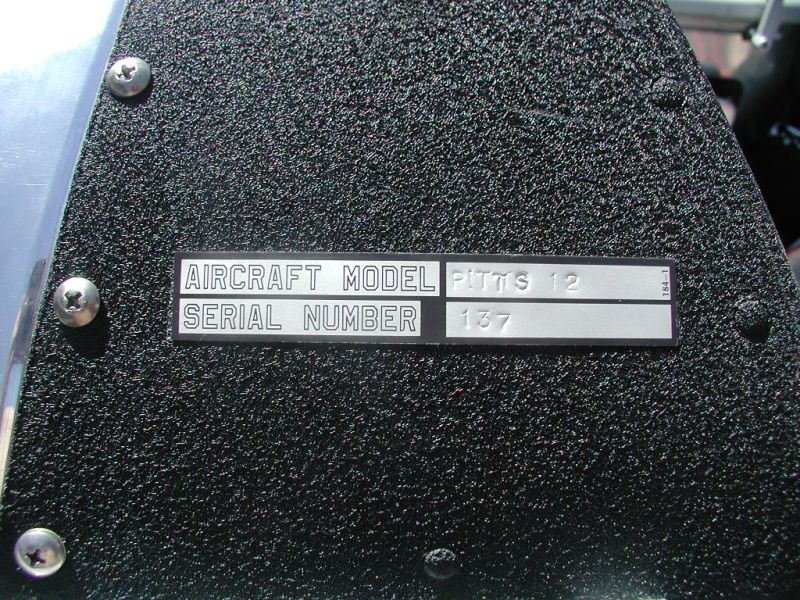 AIRCRAFT MODEL PITTS 12
184-1
SERIAL NUMBER 137